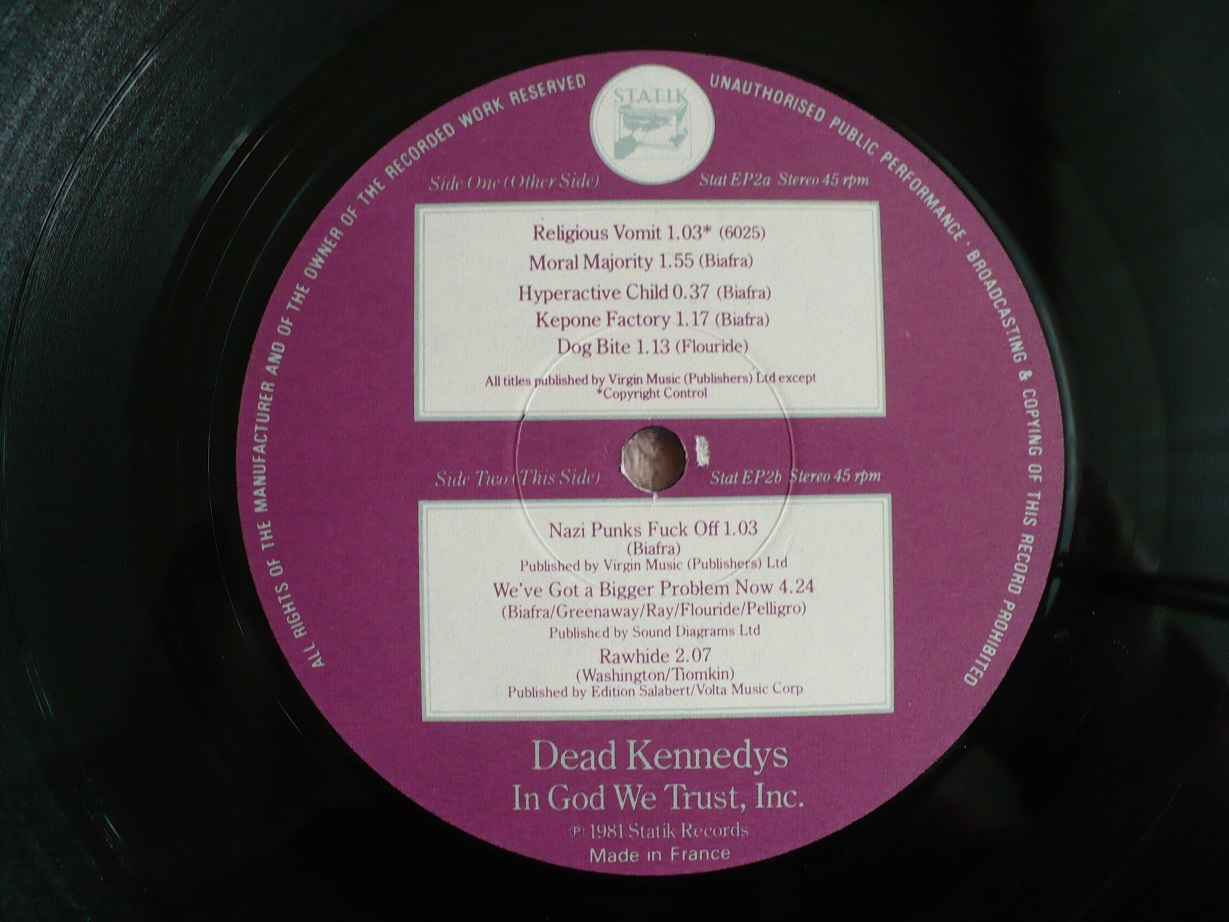 ALL RIGHTS OF THE MANUFACTURER AND OF THE OWNER OF THE RECORDED WORK RESERVED
STATIK
UNAUTHORISED PUBLIC PERFORMANCE · BROADCASTING & COPYING OF THIS RECORD PROHIBITED
Side One (Other Side) Stat EP2a Stereo 45 rpm
Religious Vomit 1.03* (6025)
Moral Majority 1.55 (Biafra)
Hyperactive Child 0.37 (Biafra)
Kepone Factory 1.17 (Biafra)
Dog Bite 1.13 (Flouride)
All titles published by Virgin Music (Publishers) Ltd except
*Copyright Control
Side Two (This Side) Stat EP2b Stereo 45 rpm
Nazi Punks Fuck Off 1.03
(Biafra)
Published by Virgin Music (Publishers) Ltd
We've Got a Bigger Problem Now 4.24
(Biafra/Greenaway/Ray/Flouride/Pelligro)
Published by Sound Diagrams Ltd
Rawhide 2.07
(Washington/Tiomkin)
Published by Edition Salabert/Volta Music Corp
Dead Kennedys
In God We Trust, Inc.
℗ 1981 Statik Records
Made in France